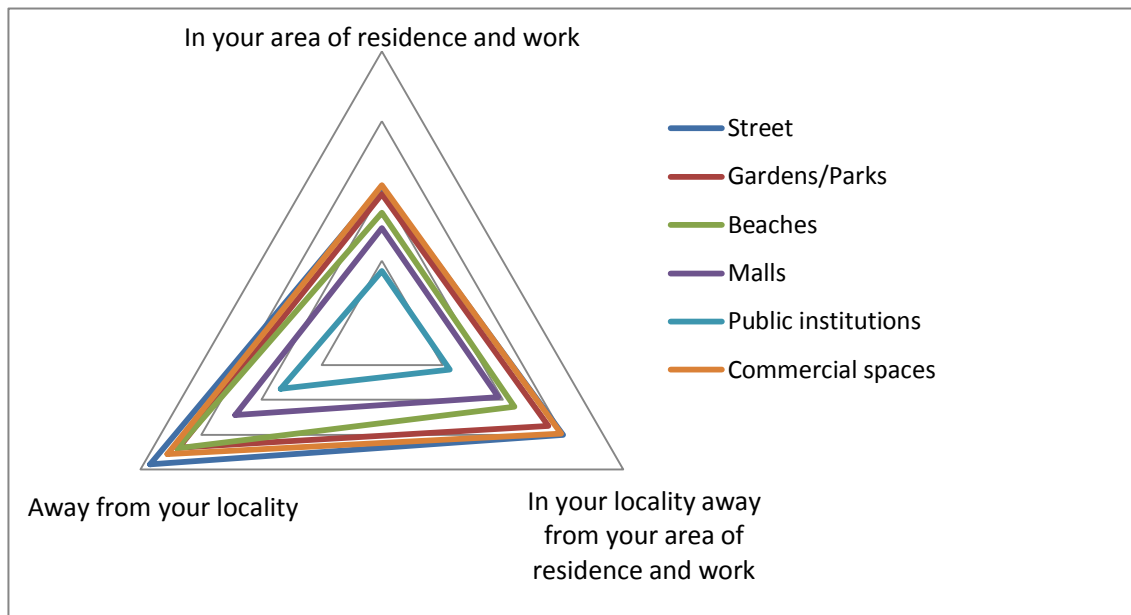 In your area of residence and work
Street
Gardens/Parks
Beaches
Malls
Public institutions
Commercial spaces
Away from your locality
In your locality away
from your area of
residence and work